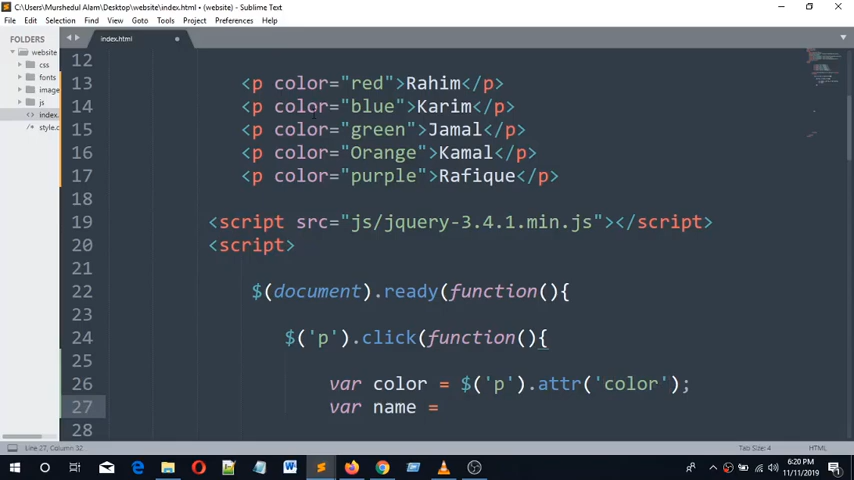 C:\Users\Murshedul Alam\Desktop\website\index.html • (website) - Sublime Text
File Edit Selection Find View Goto Tools Project Preferences Help
FOLDERS
website
css
fonts
image
js
index.
style.c
index.html
12
13 <p color="red">Rahim</p>
14 <p color="blue">Karim</p>
15 <p color="green">Jamal</p>
16 <p color="Orange">Kamal</p>
17 <p color="purple">Rafique</p>
18
19 <script src="js/jquery-3.4.1.min.js"></script>
20 <script>
21
22 $(document).ready(function(){
23
24 $('p').click(function(){
25
26 var color = $('p').attr('color');
27 var name =
28
Line 27, Column 32 Tab Size: 4 HTML
6:20 PM
11/11/2019